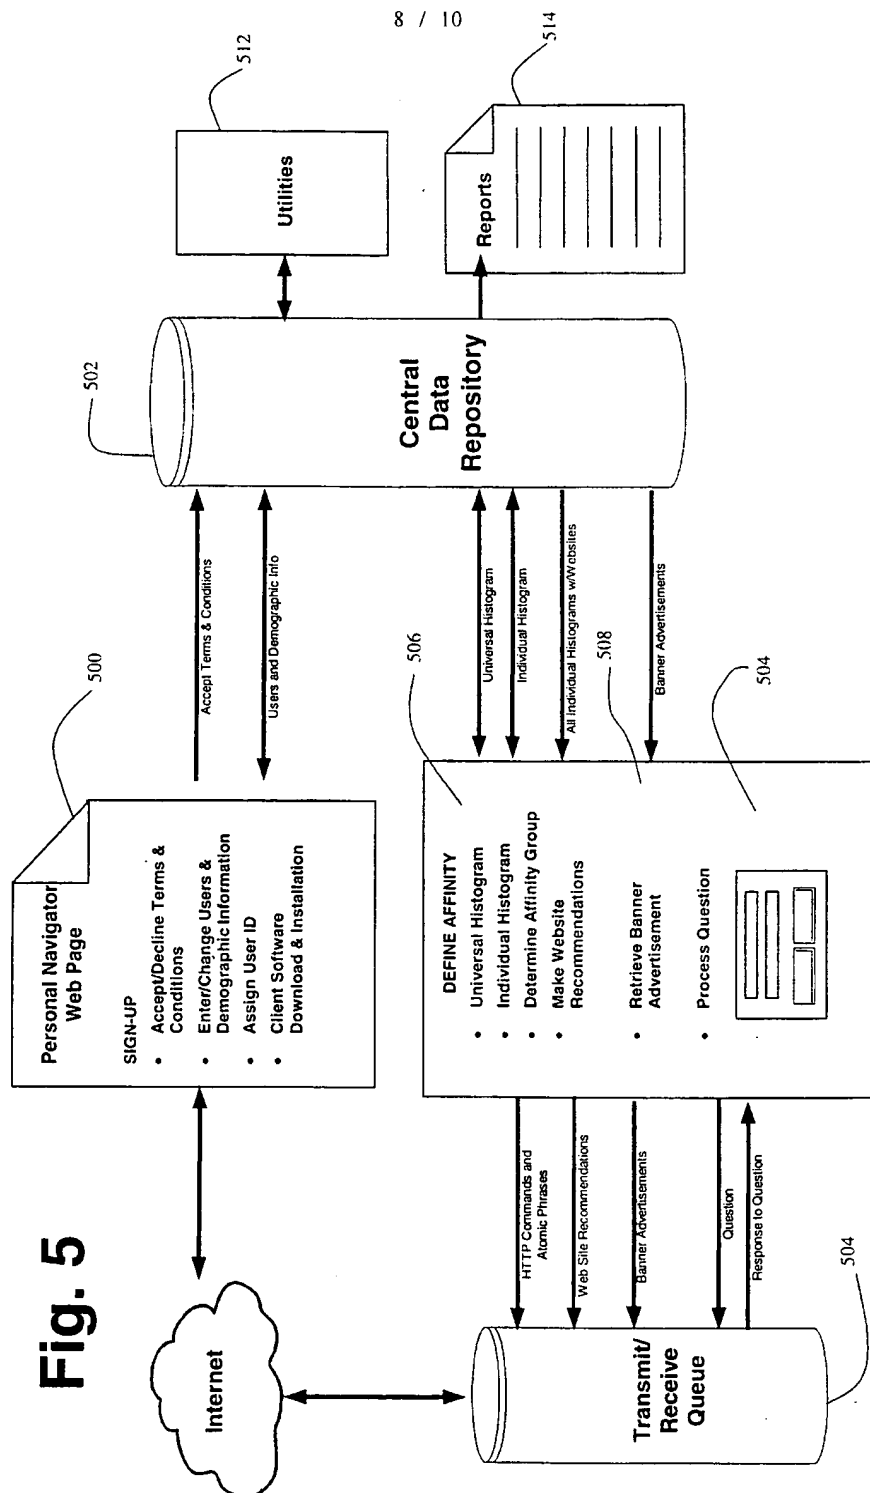 8 / 10
Fig. 5
Internet
Personal Navigator
Web Page
SIGN-UP
• Accept/Decline Terms &
Conditions
• Enter/Change Users &
Demographic Information
• Assign User ID
• Client Software
Download & Installation
500
Accept Terms & Conditions
Users and Demographic Info
502
Central
Data
Repository
Utilities
512
Reports
514
Transmit/
Receive
Queue
504
HTTP Commands and
Atomic Phrases
Web Site Recommendations
Banner Advertisements
Question
Response to Question
DEFINE AFFINITY
• Universal Histogram
• Individual Histogram
• Determine Affinity Group
• Make Website
Recommendations
• Retrieve Banner
Advertisement
• Process Question
506
508
504
Universal Histogram
Individual Histogram
All Individual Histograms w/Websites
Banner Advertisements